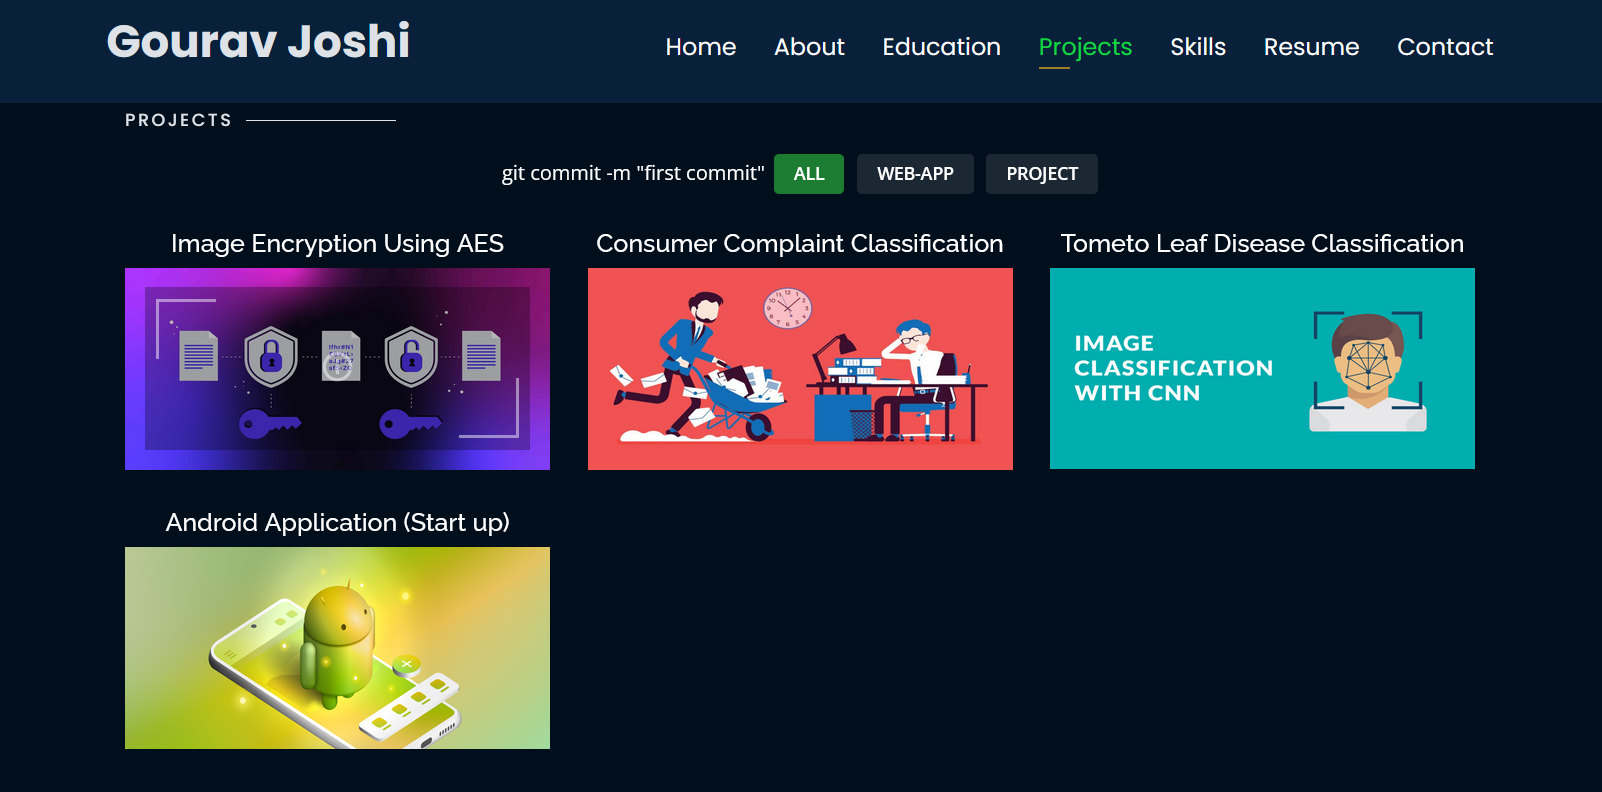 Gourav Joshi
Home About Education Projects Skills Resume Contact
PROJECTS
git commit -m "first commit" ALL WEB-APP PROJECT
Image Encryption Using AES
Consumer Complaint Classification
Tometo Leaf Disease Classification
IMAGE
CLASSIFICATION
WITH CNN
Android Application (Start up)